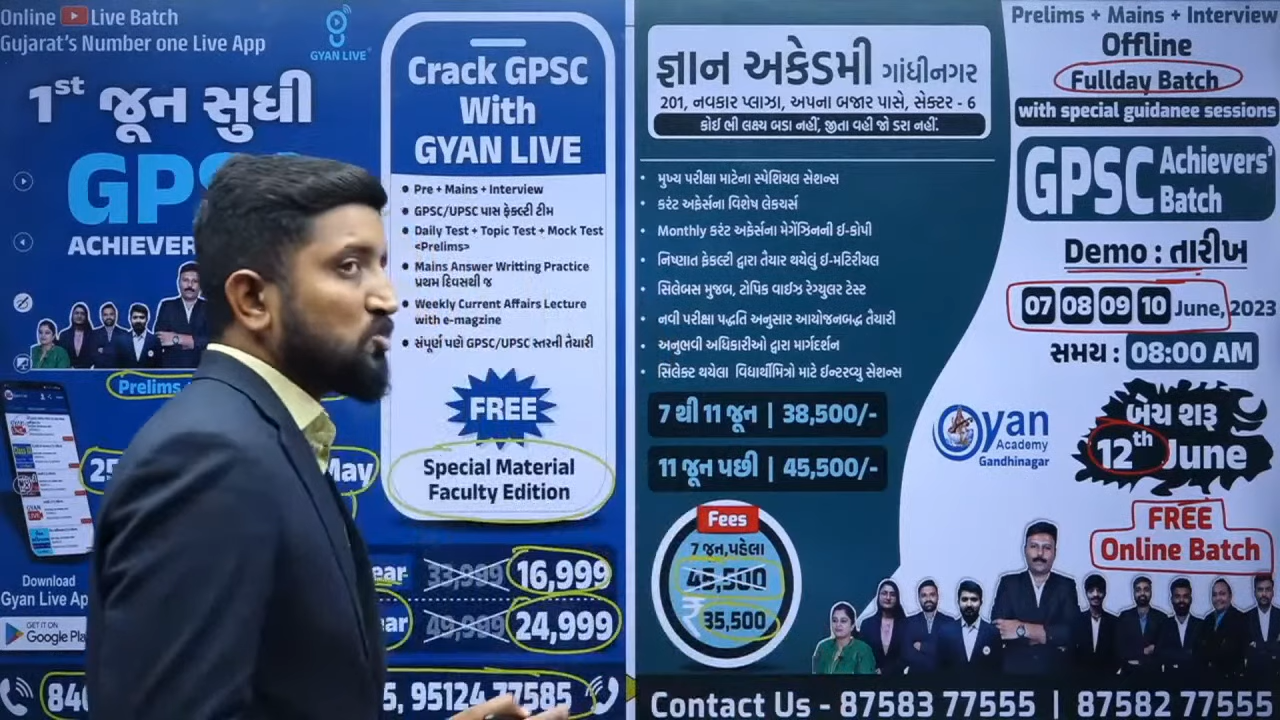 Online Live Batch
Gujarat's Number one Live App
GYAN LIVE
1st જૂન સુધી
ACHIEVER
Prelims
25
May
Download
Gyan Live Ap
GET IT ON
Google Pla
ear 33,999 16,999
ear 49,999 24,999
840
5, 95124 77585
Crack GPSC
With
GYAN LIVE
Pre + Mains + Interview
GPSC/UPSC પાસ ફેકલ્ટી ટીમ
Daily Test + Topic Test + Mock Test
<Prelims>
Mains Answer Writting Practice
પ્રથમ દિવસથી જ
Weekly Current Affairs Lecture
with e-magzine
સંપૂર્ણ પણે GPSC/UPSC સ્તરની તૈયારી
FREE
Special Material
Faculty Edition
જ્ઞાન અકેડમી ગાંધીનગર
201, નવકાર પ્લાઝા, અપના બજાર પાસે, સેક્ટર - 6
કોઈ ભી લક્ષ્ય બડા નહીં, જીતા વહી જો ડરા નહીં.
મુખ્ય પરીક્ષા માટેના સ્પેશિયલ સેશન્સ
કરંટ અફેર્સના વિશેષ લેક્ચર્સ
Monthly કરંટ અફેર્સના મેગેઝિનની ઈ-કોપી
નિષ્ણાત ફેકલ્ટી દ્વારા તૈયાર થયેલું ઈ-મટિરીયલ
સિલેબસ મુજબ, ટોપિક વાઈઝ રેગ્યુલર ટેસ્ટ
નવી પરીક્ષા પદ્ધતિ અનુસાર આયોજનબદ્ધ તૈયારી
અનુભવી અધિકારીઓ દ્વારા માર્ગદર્શન
સિલેક્ટ થયેલા વિદ્યાર્થીમિત્રો માટે ઈન્ટરવ્યુ સેશન્સ
7 થી 11 જૂન | 38,500/-
11 જૂન પછી | 45,500/-
Fees
7 જૂન, પહેલા
45,500
₹ 35,500
Prelims + Mains + Interview
Offline
Fullday Batch
with special guidanee sessions
GPSC Achievers' Batch
Demo : તારીખ
07 08 09 10 June, 2023
સમય : 08:00 AM
Gyan
Academy
Gandhinagar
બેચ શરૂ
12th June
FREE
Online Batch
Contact Us - 87583 77555 | 87582 77555